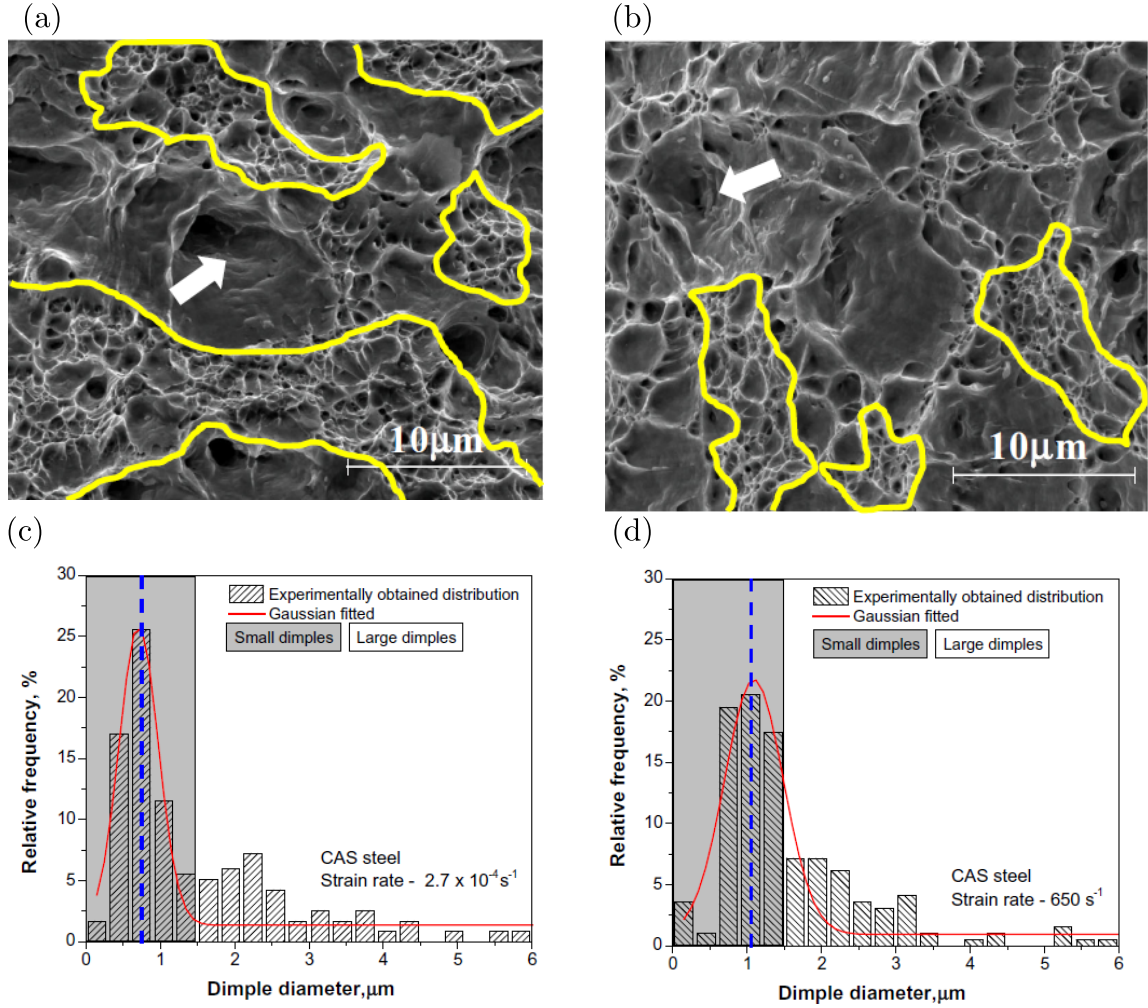 (a)
(b)
10µm
10µm
(c)
(d)
30
25
20
15
10
5
0
Relative frequency, %
Experimentally obtained distribution
Gaussian fitted
Small dimples
Large dimples
CAS steel
Strain rate - 2.7 x 10⁻⁴s⁻¹
0 1 2 3 4 5 6
Dimple diameter,µm
30
25
20
15
10
5
0
Relative frequency, %
Experimentally obtained distribution
Gaussian fitted
Small dimples
Large dimples
CAS steel
Strain rate - 650 s⁻¹
0 1 2 3 4 5 6
Dimple diameter,µm